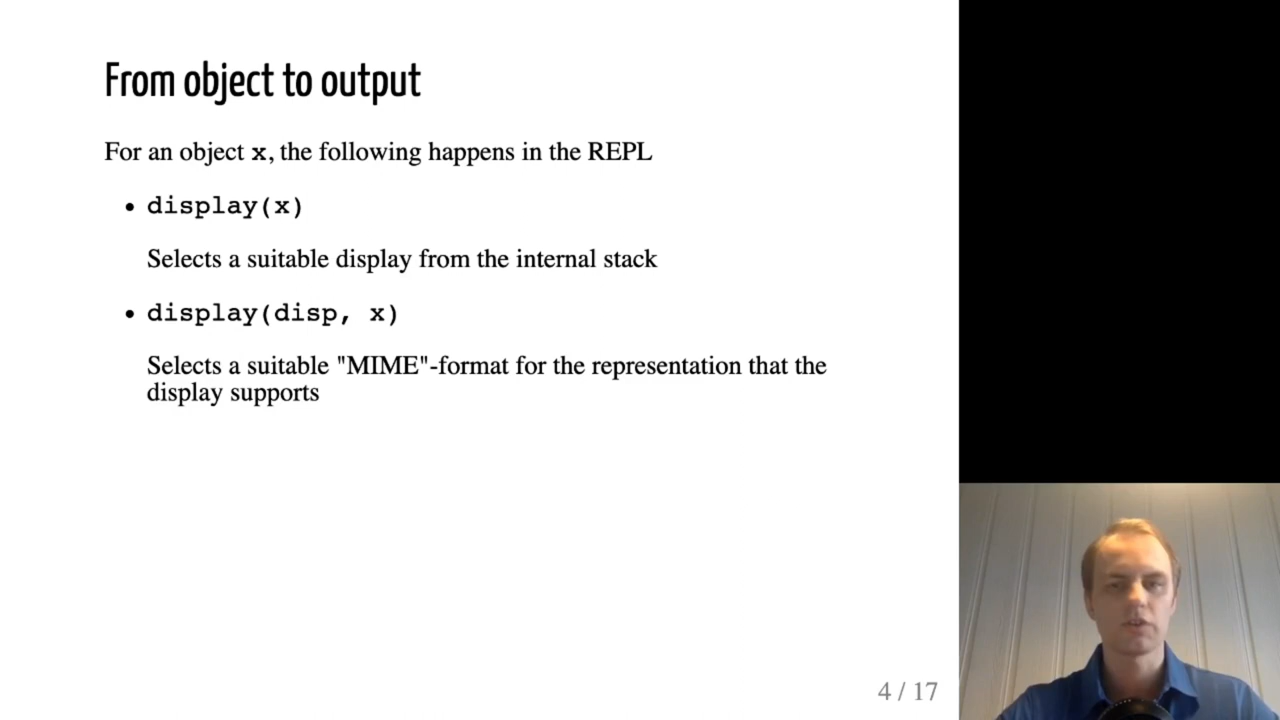 From object to output
For an object x, the following happens in the REPL
• display(x)
Selects a suitable display from the internal stack
• display(disp, x)
Selects a suitable "MIME"-format for the representation that the
display supports
4 / 17